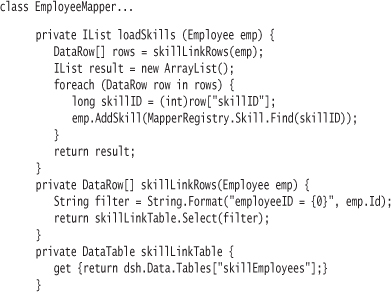 class EmployeeMapper...
private IList loadSkills (Employee emp) {
DataRow[] rows = skillLinkRows(emp);
IList result = new ArrayList();
foreach (DataRow row in rows) {
long skillID = (int)row["skillID"];
emp.AddSkill(MapperRegistry.Skill.Find(skillID));
}
return result;
}
private DataRow[] skillLinkRows(Employee emp) {
String filter = String.Format("employeeID = {0}", emp.Id);
return skillLinkTable.Select(filter);
}
private DataTable skillLinkTable {
get {return dsh.Data.Tables["skillEmployees"];}
}